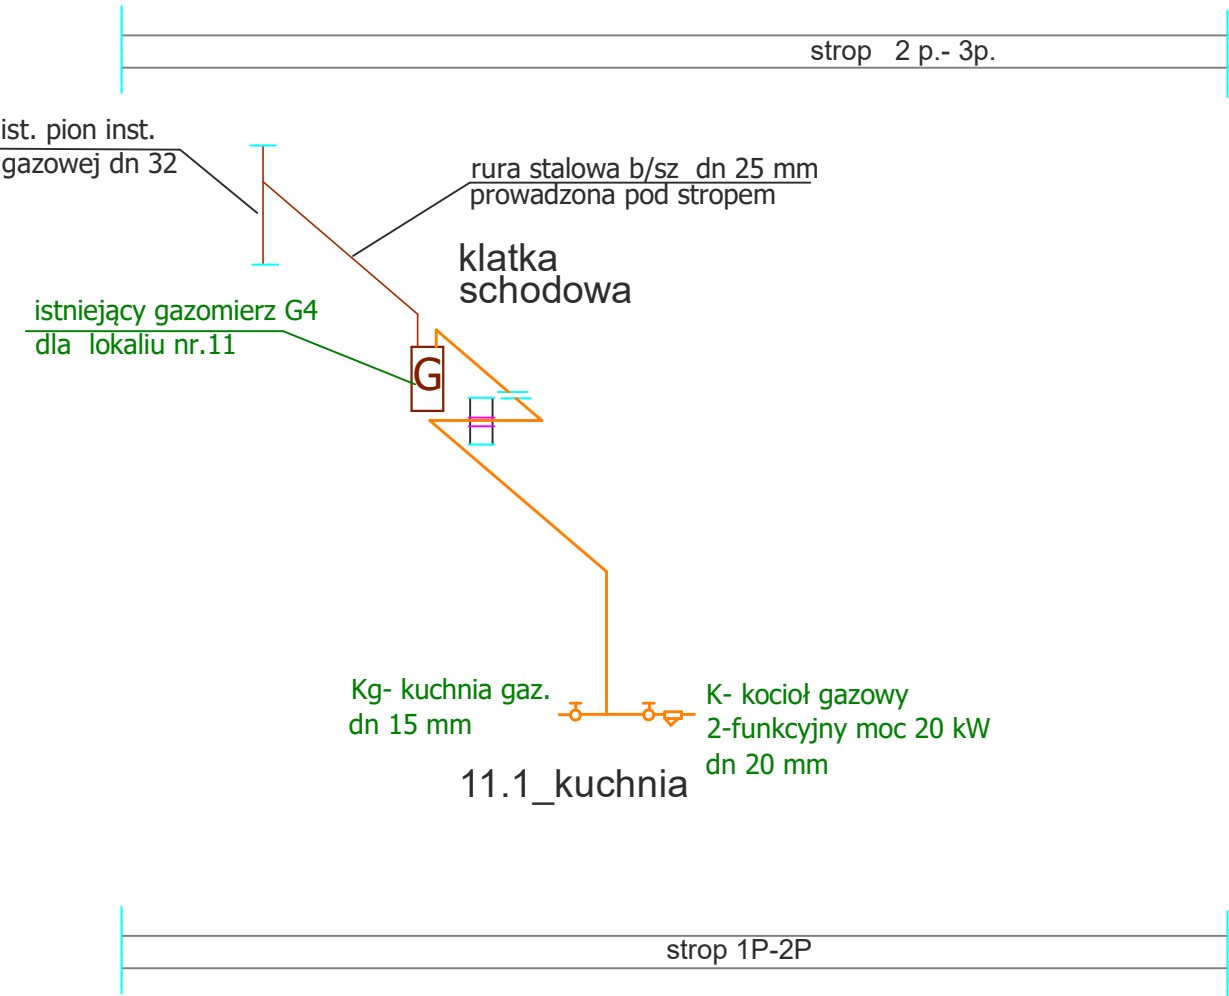 strop 2 p.- 3p.
ist. pion inst.
gazowej dn 32
rura stalowa b/sz dn 25 mm
prowadzona pod stropem
klatka
schodowa
istniejący gazomierz G4
dla lokaliu nr.11
G
Kg- kuchnia gaz.
dn 15 mm
K- kocioł gazowy
2-funkcyjny moc 20 kW
dn 20 mm
11.1_kuchnia
strop 1P-2P